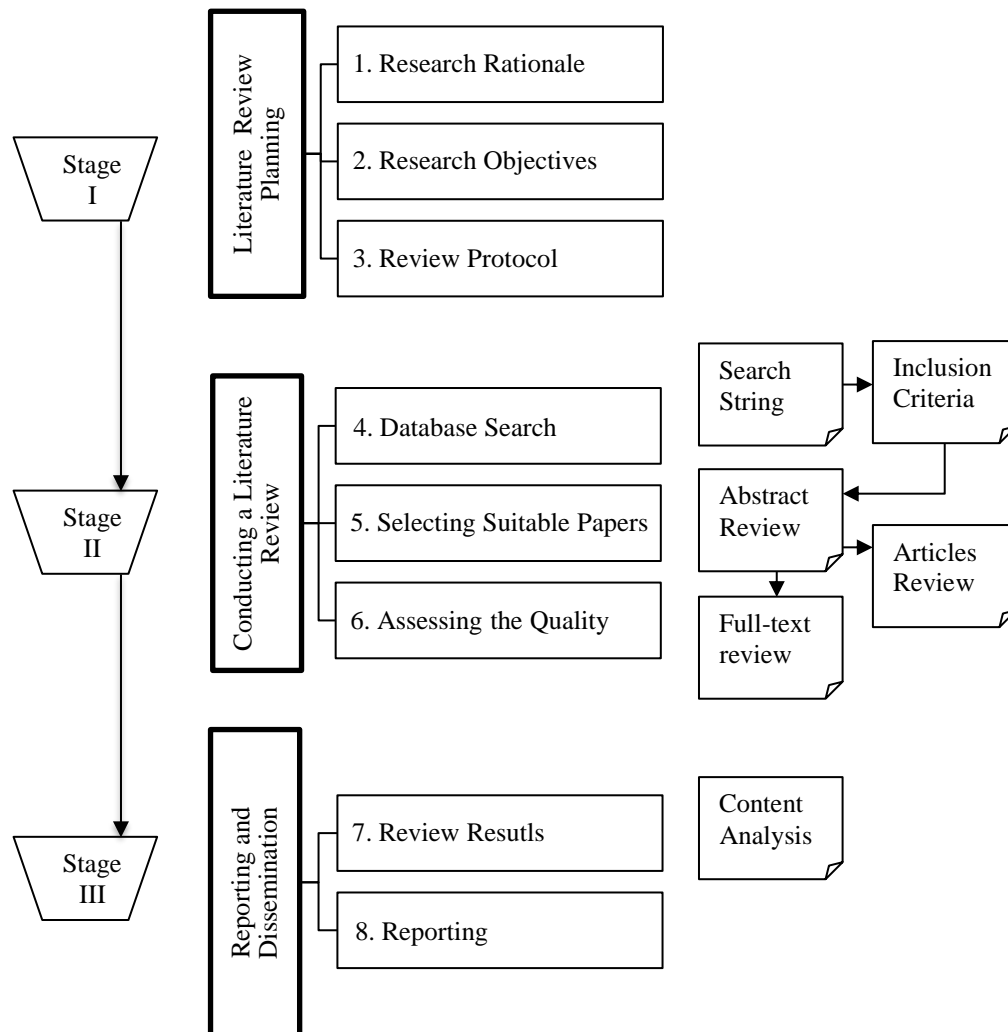 Stage
I
Literature Review
Planning
1. Research Rationale
2. Research Objectives
3. Review Protocol
Stage
II
Conducting a Literature
Review
4. Database Search
5. Selecting Suitable Papers
6. Assessing the Quality
Search
String
Inclusion
Criteria
Abstract
Review
Articles
Review
Full-text
review
Stage
III
Reporting and
Dissemination
7. Review Resutls
8. Reporting
Content
Analysis